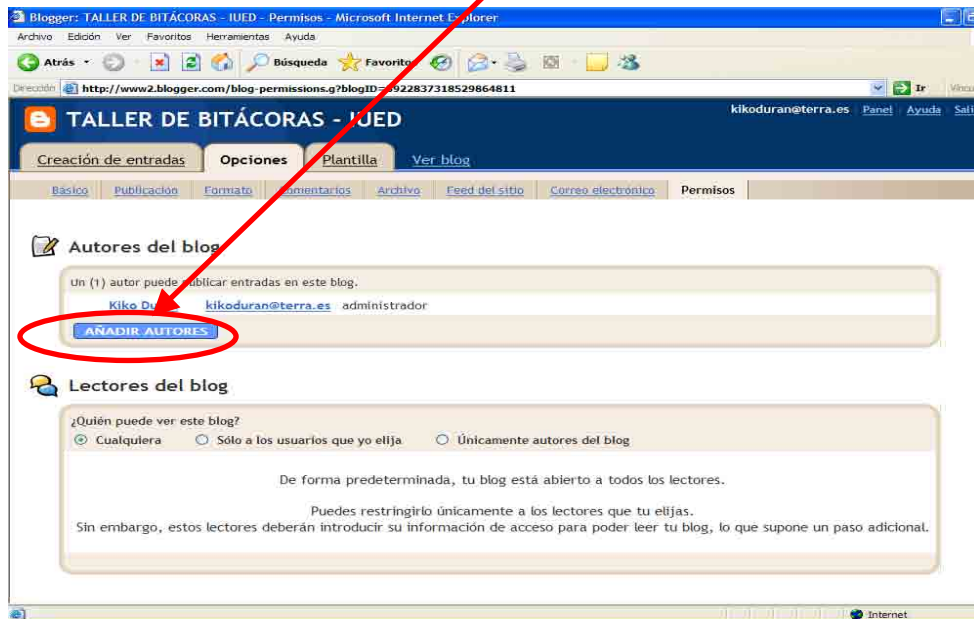 Blogger: TALLER DE BITÁCORAS - IUED - Permisos - Microsoft Internet Explorer
Archivo Edición Ver Favoritos Herramientas Ayuda
Atrás Búsqueda Favoritos
Dirección http://www2.blogger.com/blog-permissions.g?blogID=6922837318529864811 Ir
TALLER DE BITÁCORAS - IUED
kikoduran@terra.es Panel Ayuda
Creación de entradas Opciones Plantilla Ver blog
Básico Publicación Formato Comentarios Archivo Feed del sitio Correo electrónico Permisos
Autores del blog
Un (1) autor puede publicar entradas en este blog.
Kiko kikoduran@terra.es administrador
AÑADIR AUTORES
Lectores del blog
¿Quién puede ver este blog?
Cualquiera Sólo a los usuarios que yo elija Únicamente autores del blog
De forma predeterminada, tu blog está abierto a todos los lectores.
Puedes restringirlo únicamente a los lectores que tu elijas.
Sin embargo, estos lectores deberán introducir su información de acceso para poder leer tu blog, lo que supone un paso adicional.
Internet